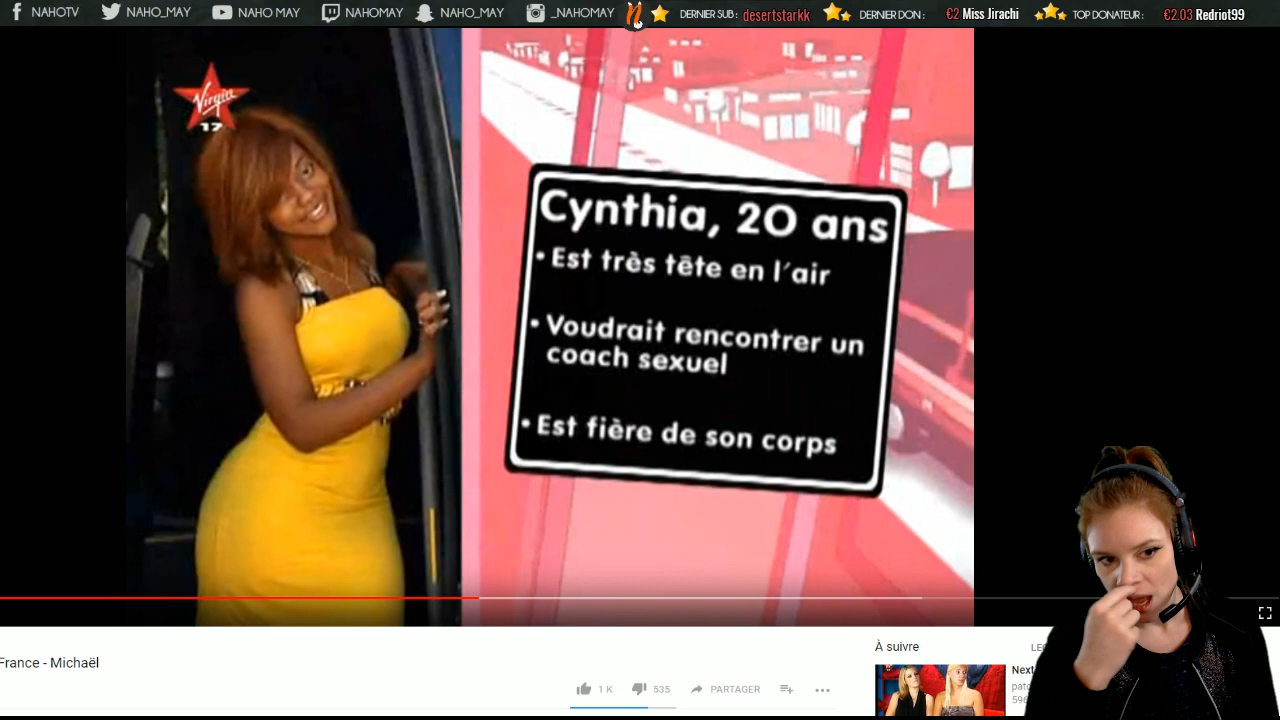 NAHOTV NAHO_MAY NAHO MAY NAHOMAY NAHO_MAY _NAHOMAY DERNIER SUB : desertstarkk DERNIER DON : €2 Miss Jirachi TOP DONATEUR : €2.03 Redriot99
Virgin
17
Cynthia, 20 ans
• Est très tête en l'air
• Voudrait rencontrer un
coach sexuel
• Est fière de son corps
France - Michaël
À suivre
1 K 535 PARTAGER
Next